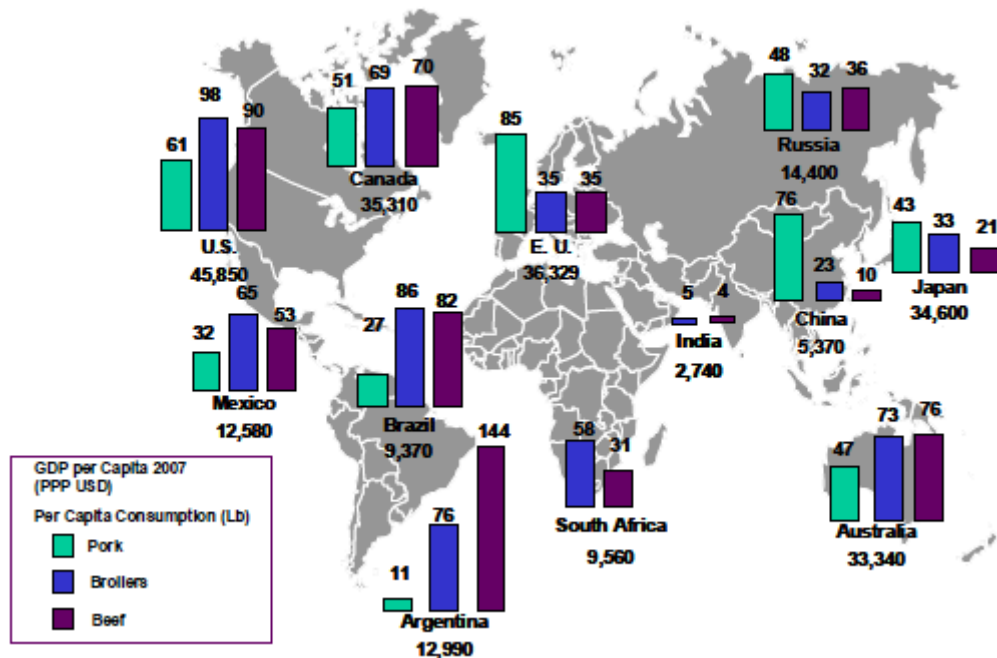 51 69 70
Canada
35,310
61 98 90
U.S.
45,850
85 35 35
E. U.
36,329
48 32 36
Russia
14,400
76 23 10
China
5,370
43 33 21
Japan
34,600
5 4
India
2,740
32 65 53
Mexico
12,580
27 86 82
Brazil
9,370
11 76 144
Argentina
12,990
58 31
South Africa
9,560
47 73 76
Australia
33,340
GDP per Capita 2007
(PPP USD)
Per Capita Consumption (Lb)
Pork
Broilers
Beef